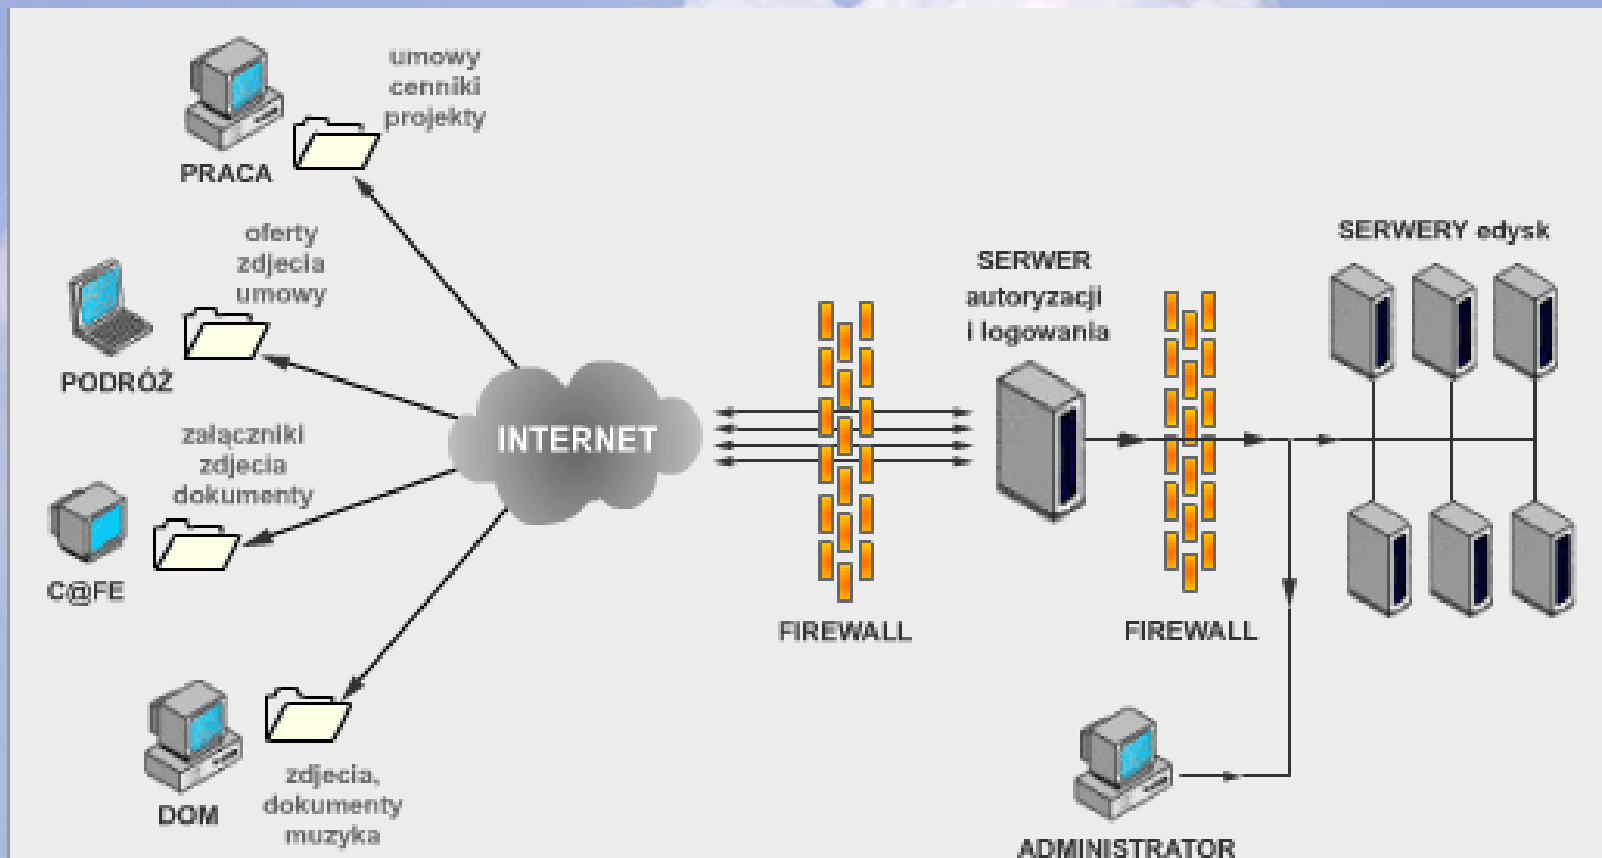 umowy
cenniki
projekty
PRACA
oferty
zdjecia
umowy
PODRÓŻ
załączniki
zdjecia
dokumenty
C@FE
zdjecia,
dokumenty
muzyka
DOM
INTERNET
FIREWALL
SERWER
autoryzacji
i logowania
FIREWALL
SERWERY edysk
ADMINISTRATOR